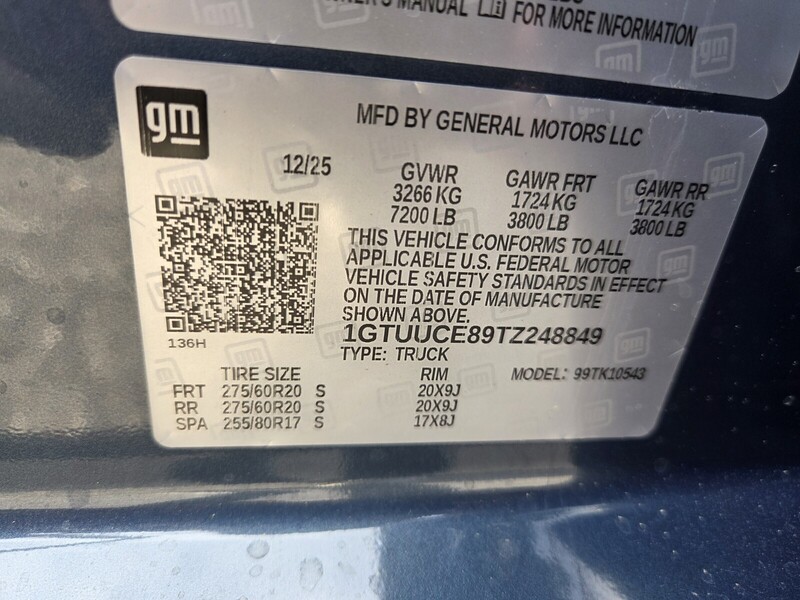 OWNER'S MANUAL FOR MORE INFORMATION
gm
MFD BY GENERAL MOTORS LLC
12/25
GVWR GAWR FRT GAWR RR
3266 KG 1724 KG 1724 KG
7200 LB 3800 LB 3800 LB
THIS VEHICLE CONFORMS TO ALL
APPLICABLE U.S. FEDERAL MOTOR
VEHICLE SAFETY STANDARDS IN EFFECT
ON THE DATE OF MANUFACTURE
SHOWN ABOVE.
1GTUUCE89TZ248849
136H
TYPE: TRUCK
TIRE SIZE RIM MODEL: 99TK10543
FRT 275/60R20 S 20X9J
RR 275/60R20 S 20X9J
SPA 255/80R17 S 17X8J